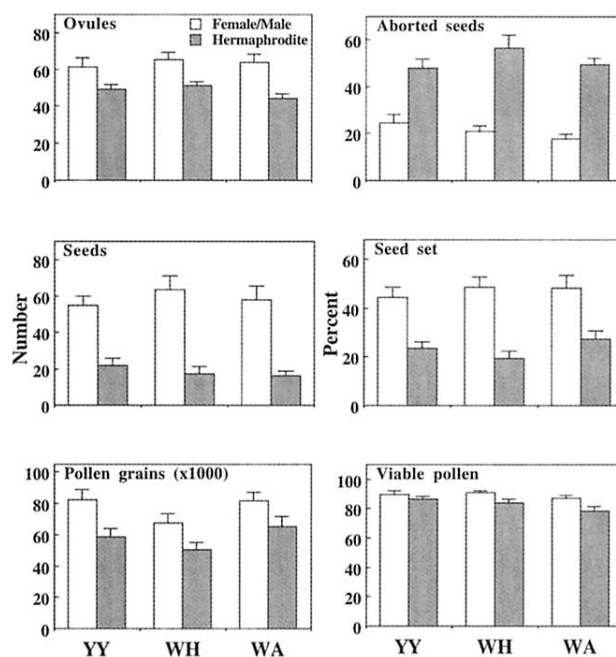 Ovules
Female/Male
Hermaphrodite
80
60
40
20
0
Aborted seeds
60
40
20
0
Seeds
80
60
40
20
0
Number
Seed set
60
40
20
0
Percent
Pollen grains (x1000)
100
80
60
40
20
0
YY WH WA
Viable pollen
100
80
60
40
20
0
YY WH WA